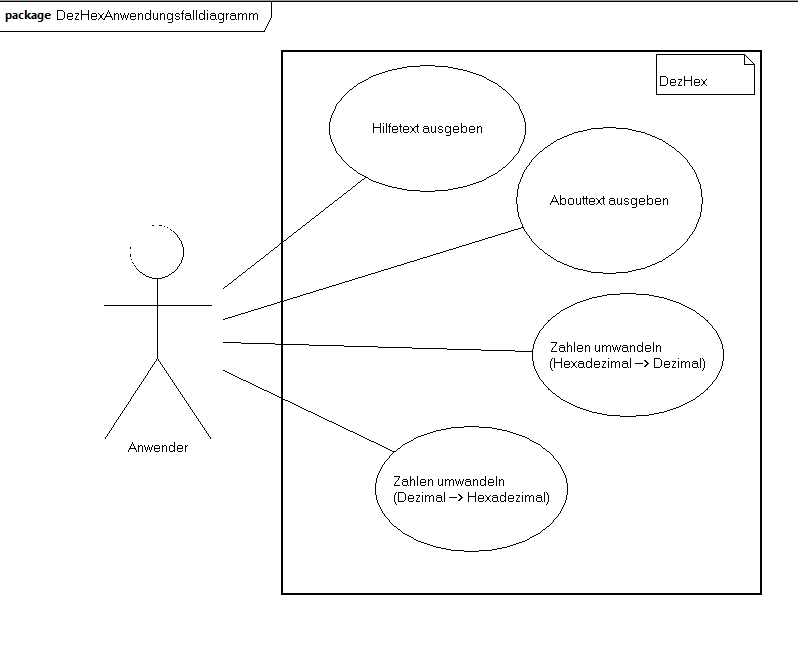 package DezHexAnwendungsfalldiagramm
DezHex
Hilfetext ausgeben
Abouttext ausgeben
Zahlen umwandeln
(Hexadezimal --> Dezimal)
Anwender
Zahlen umwandeln
(Dezimal --> Hexadezimal)